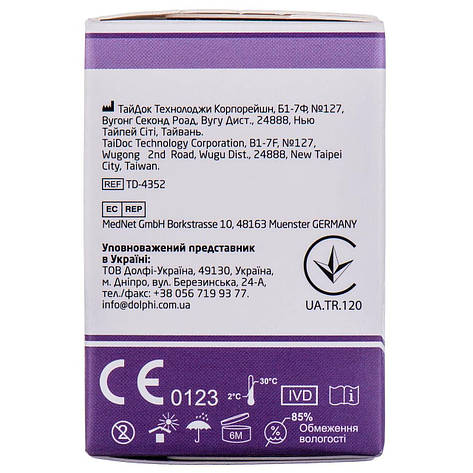 ТайДок Технолоджи Корпорейшн, Б1-7Ф, №127,
Вугонг Секонд Роад, Вугу Дист., 24888, Нью
Тайпей Сіті, Тайвань.
TaiDoc Technology Corporation, B1-7F, №127,
Wugong 2nd Road, Wugu Dist., 24888, New Taipei
City, Taiwan.
REF TD-4352
EC REP
MedNet GmbH Borkstrasse 10, 48163 Muenster GERMANY
Уповноважений представник
в Україні:
ТОВ Долфі-Україна, 49130, Україна,
м. Дніпро, вул. Березинська, 24-А,
тел./факс: +38 056 719 93 77.
info@dolphi.com.ua
UA.TR.120
CE 0123
2°C
30°C
IVD
2
6M
%
85%
Обмеження
вологості